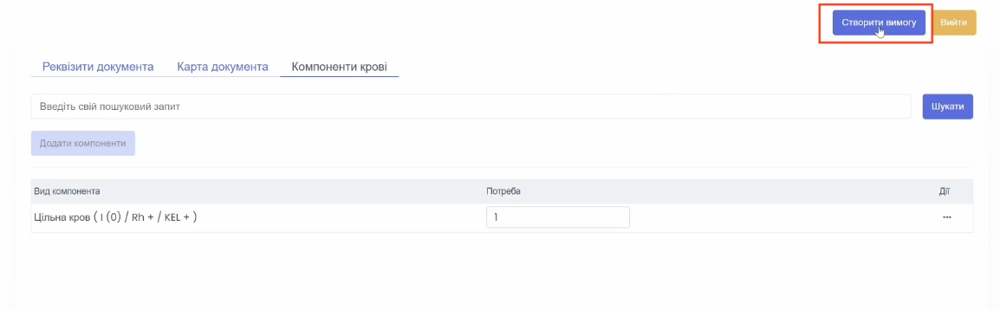 Створити вимогу Вийти
Реквізити документа Карта документа Компоненти крові
Введіть свій пошуковий запит Шукати
Додати компоненти
Вид компонента Потреба Дії
Цільна кров ( I (0) / Rh + / KEL + ) 1 ...